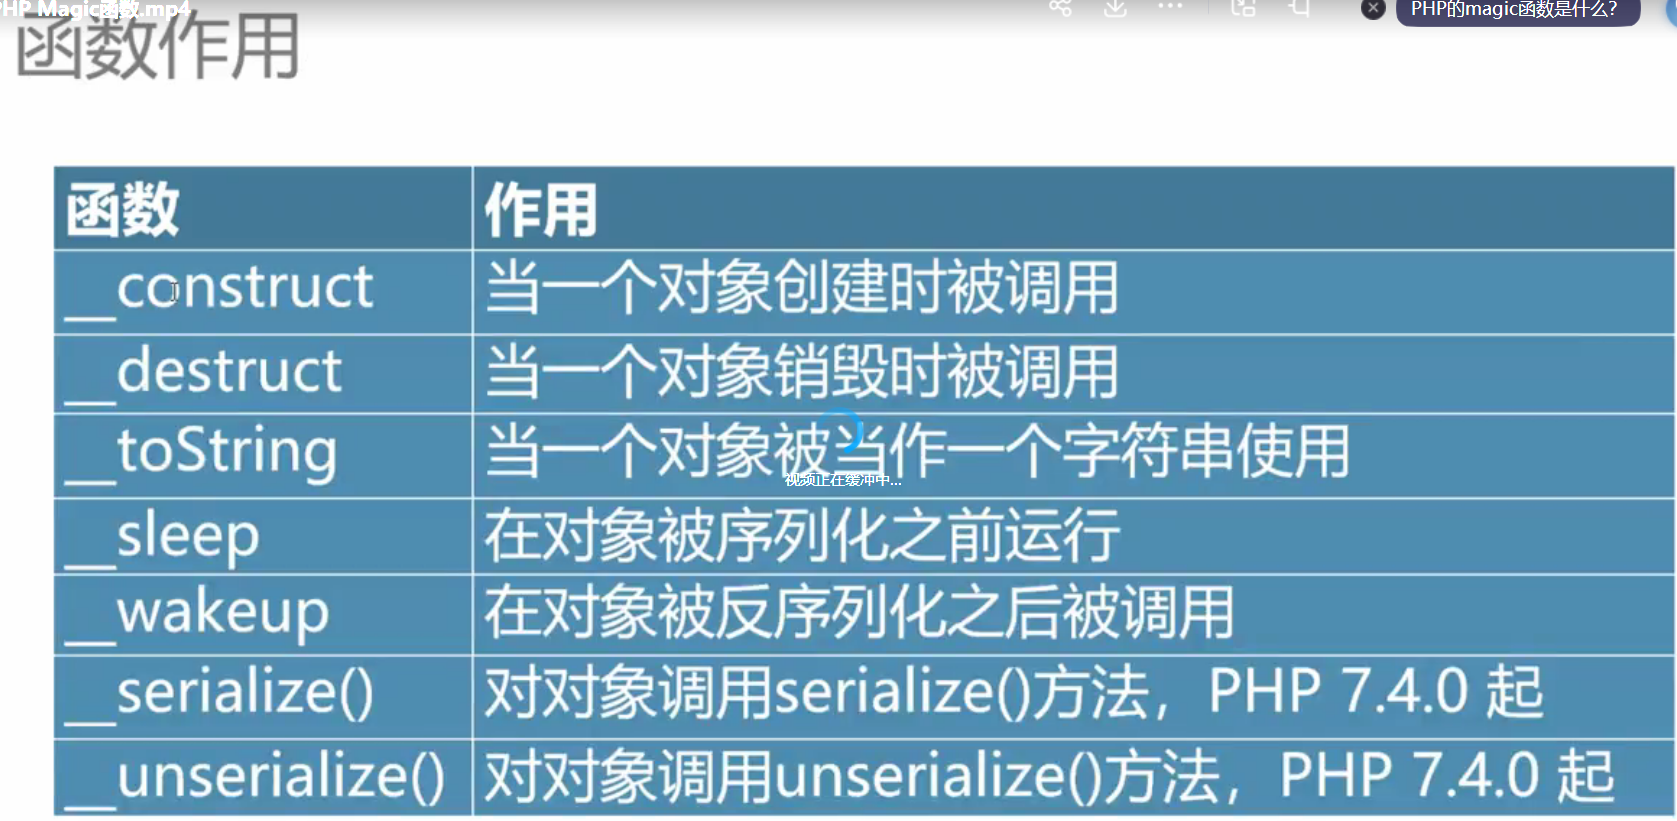 PHP Magic函数.mp4
PHP的magic函数是什么?
函数作用
函数 作用
__construct 当一个对象创建时被调用
__destruct 当一个对象销毁时被调用
__toString 当一个对象被当作一个字符串使用
视频正在缓冲中...
__sleep 在对象被序列化之前运行
__wakeup 在对象被反序列化之后被调用
__serialize() 对对象调用serialize()方法，PHP 7.4.0 起
__unserialize() 对对象调用unserialize()方法，PHP 7.4.0 起